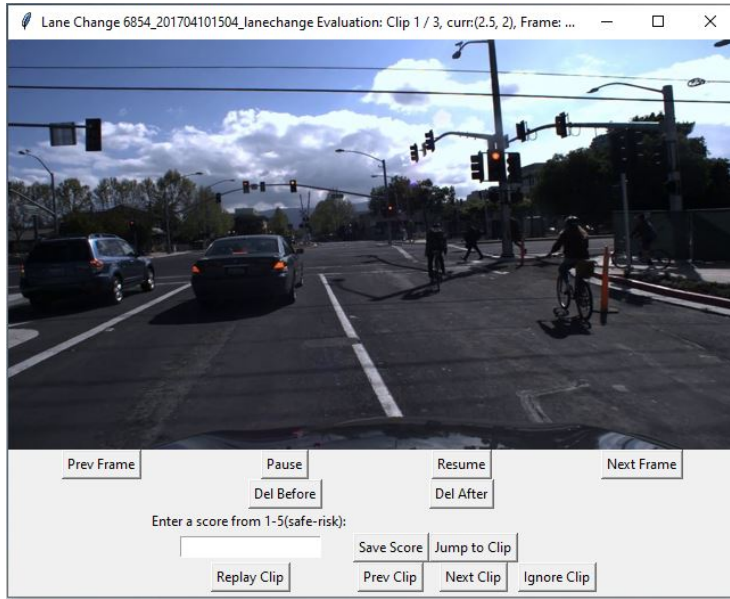 Lane Change 6854_201704101504_lanechange Evaluation: Clip 1 / 3, curr:(2.5, 2), Frame: ...
Prev Frame Pause Resume Next Frame
Del Before Del After
Enter a score from 1-5(safe-risk):
Save Score Jump to Clip
Replay Clip Prev Clip Next Clip Ignore Clip